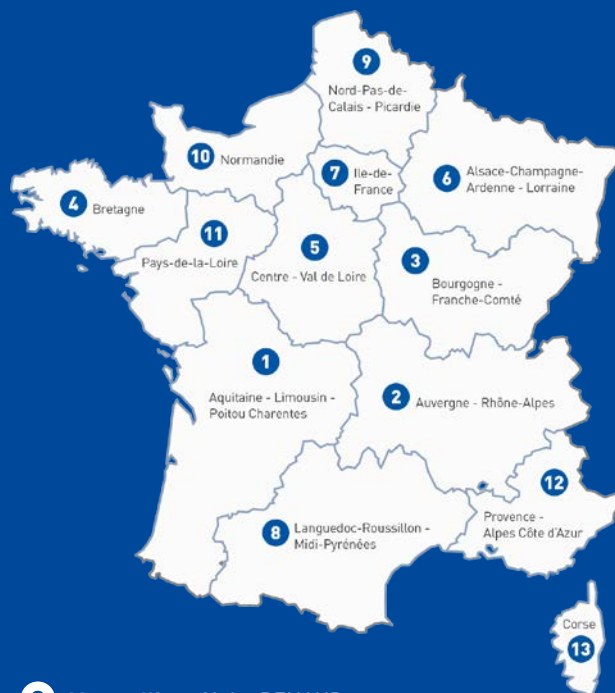 9
Nord-Pas-de-
Calais - Picardie
10 Normandie
7 Ile-de-
France
6 Alsace-Champagne-
Ardenne - Lorraine
4 Bretagne
11
Pays-de-la-Loire
5
Centre - Val de Loire
3
Bourgogne -
Franche-Comté
1
Aquitaine - Limousin -
Poitou Charentes
2 Auvergne - Rhône-Alpes
12
Provence -
Alpes Côte d'Azur
8 Languedoc-Roussillon -
Midi-Pyrénées
Corse
13